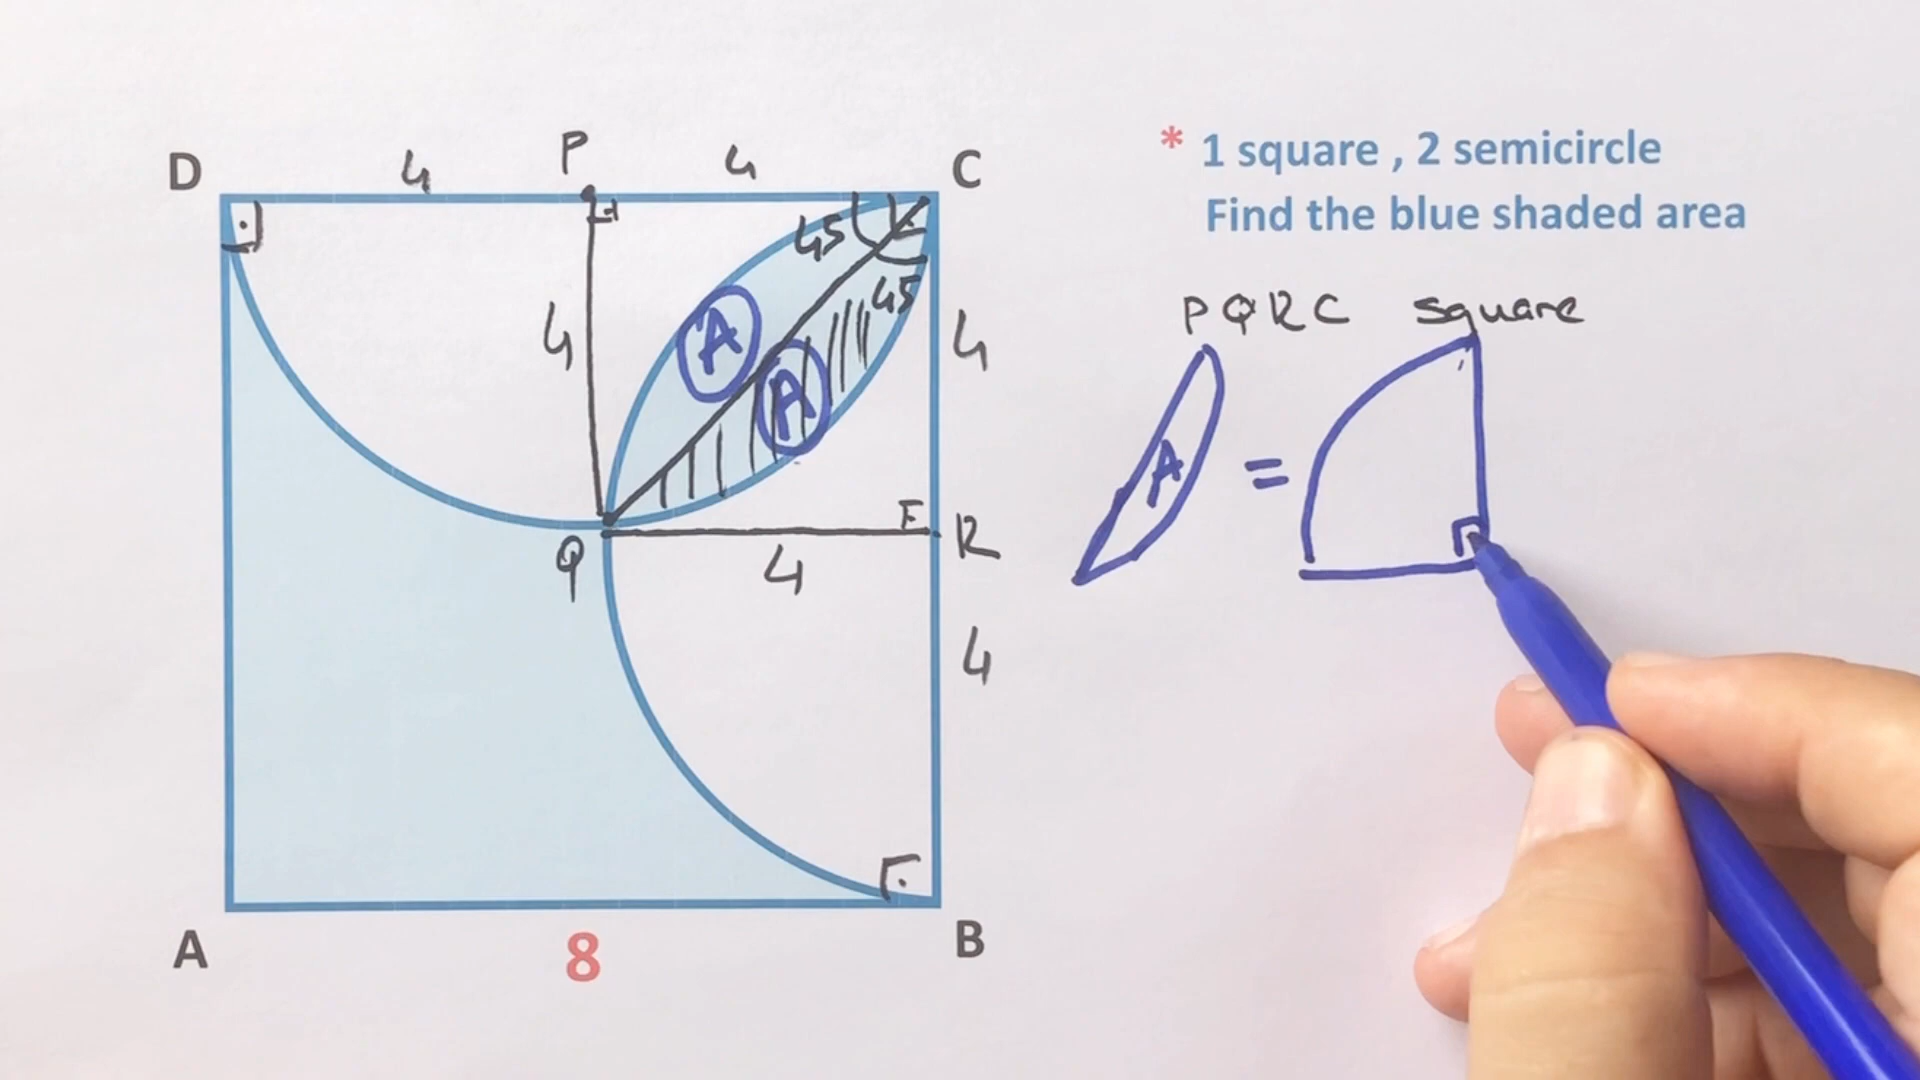 * 1 square , 2 semicircle
Find the blue shaded area
PQRC square
A =
P
D 4 4 C
45
45
4 A 4
A
Q 4 R
4
A 8 B